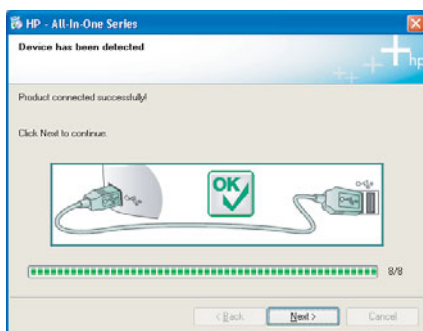 HP - All-In-One Series
Device has been detected
hp
Product connected successfully!
Click Next to continue.
OK
8/8
< Back Next > Cancel